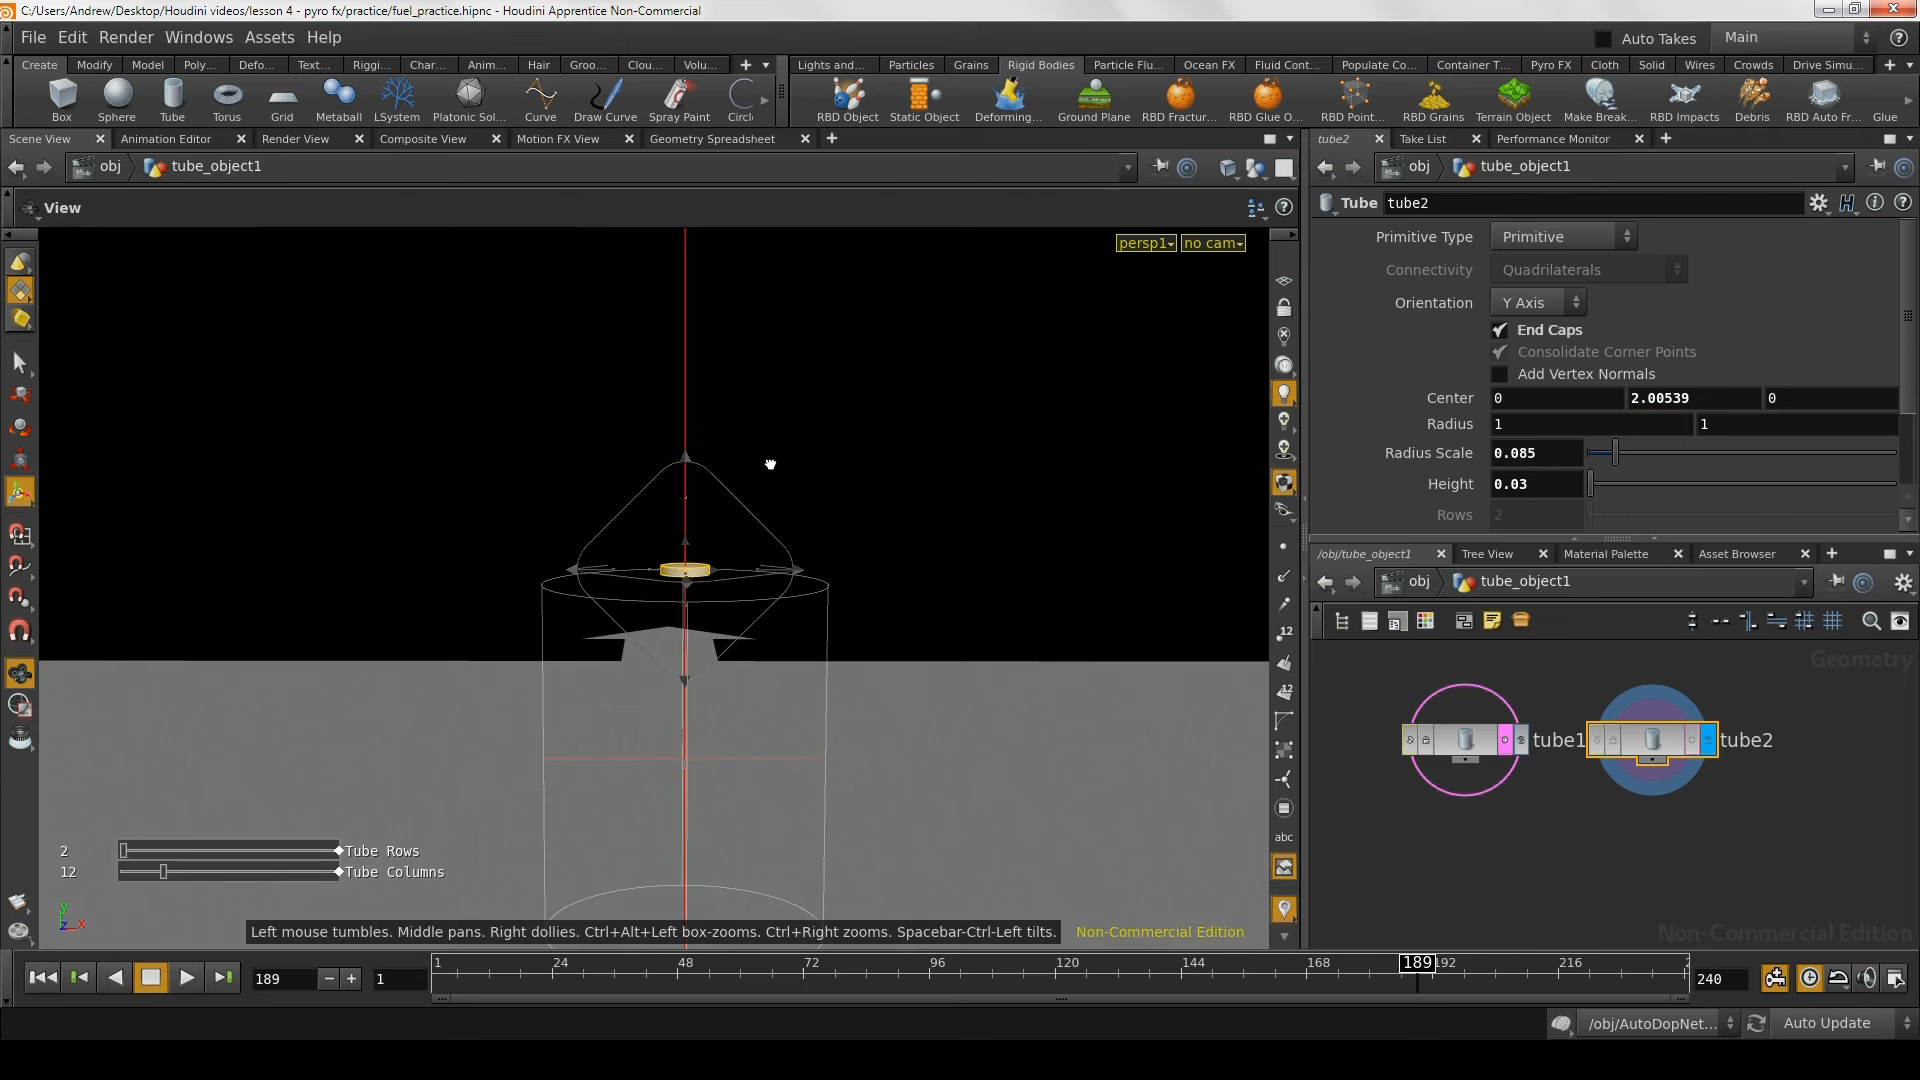 C:/Users/Andrew/Desktop/Houdini videos/lesson 4 - pyro fx/practice/fuel_practice.hipnc - Houdini Apprentice Non-Commercial
File Edit Render Windows Assets Help
Auto Takes Main
Create Modify Model Poly... Defo... Text... Riggi... Char... Anim... Hair Groo... Clou... Volu...
Lights and... Particles Grains Rigid Bodies Particle Flu... Ocean FX Fluid Cont... Populate Co... Container T... Pyro FX Cloth Solid Wires Crowds Drive Simu...
Box Sphere Tube Torus Grid Metaball LSystem Platonic Sol... Curve Draw Curve Spray Paint Circl
RBD Object Static Object Deforming... Ground Plane RBD Fractur... RBD Glue O... RBD Point... RBD Grains Terrain Object Make Break... RBD Impacts Debris RBD Auto Fr... Glue
Scene View Animation Editor Render View Composite View Motion FX View Geometry Spreadsheet
tube2 Take List Performance Monitor
obj tube_object1
obj tube_object1
View
persp1 no cam
Tube tube2
Primitive Type Primitive
Connectivity Quadrilaterals
Orientation Y Axis
End Caps
Consolidate Corner Points
Add Vertex Normals
Center 0 2.00539 0
Radius 1 1
Radius Scale 0.085
Height 0.03
Rows 2
/obj/tube_object1 Tree View Material Palette Asset Browser
obj tube_object1
12
12
abc
Geometry
tube1 tube2
Non-Commercial Edition
2 Tube Rows
12 Tube Columns
y x z
Left mouse tumbles. Middle pans. Right dollies. Ctrl+Alt+Left box-zooms. Ctrl+Right zooms. Spacebar-Ctrl-Left tilts.
Non-Commercial Edition
189 1
1 24 48 72 96 120 144 168 189 192 216 2
240
/obj/AutoDopNet... Auto Update